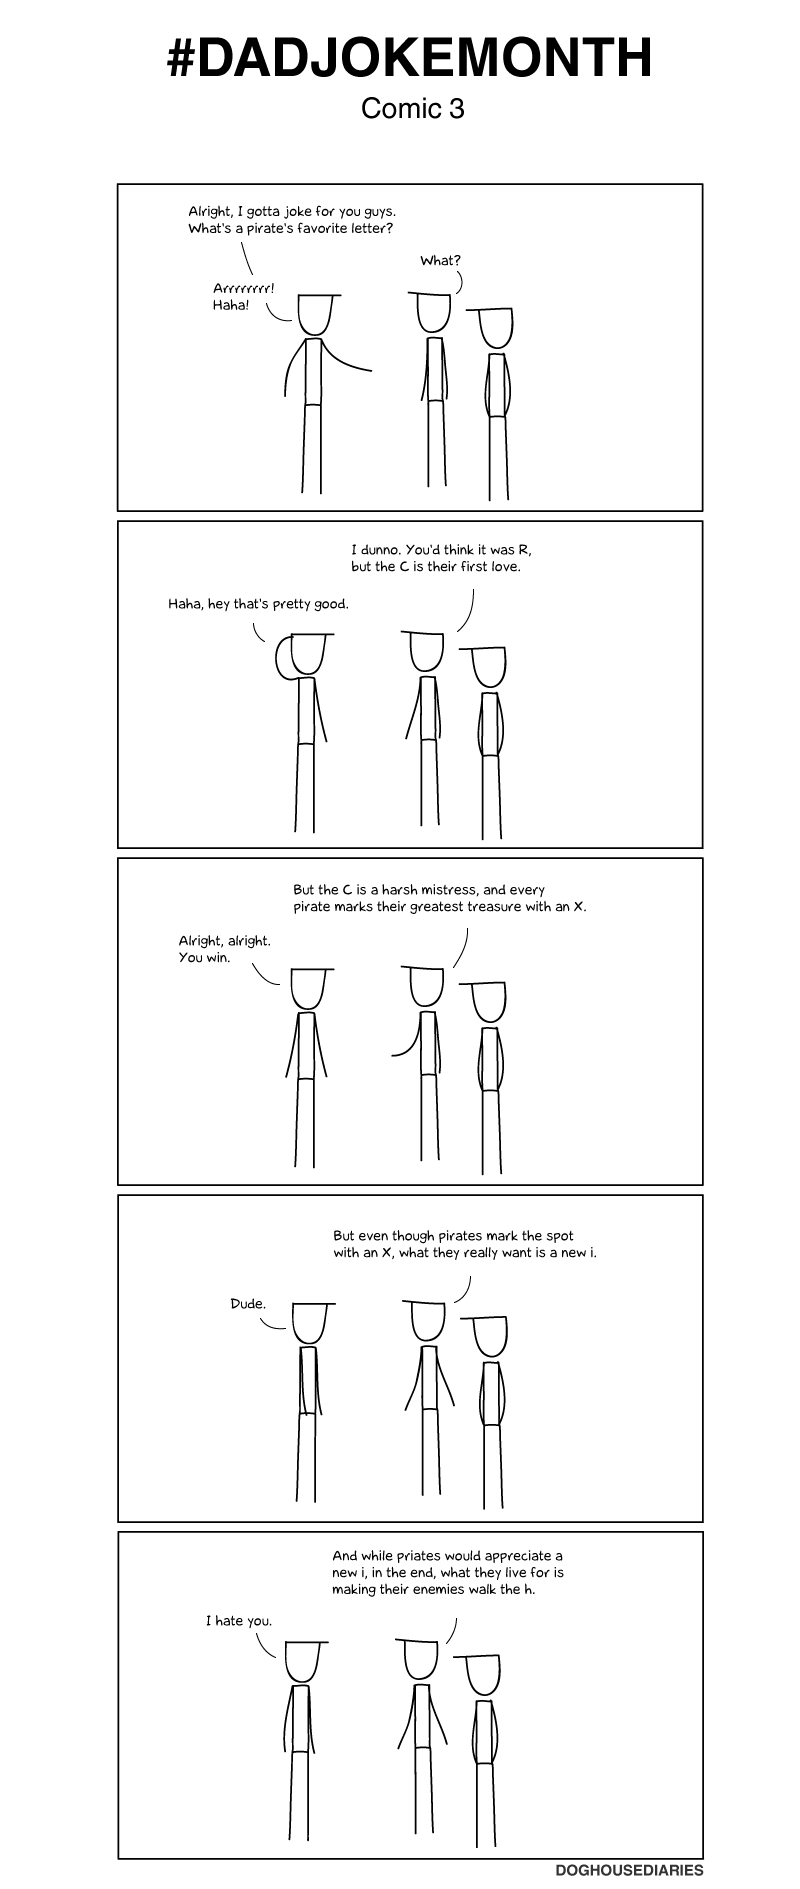 #DADJOKEMONTH
Comic 3
Alright, I gotta joke for you guys.
What's a pirate's favorite letter?
What?
Arrrrrrrr!
Haha!
I dunno. You'd think it was R,
but the C is their first love.
Haha, hey that's pretty good.
But the C is a harsh mistress, and every
pirate marks their greatest treasure with an X.
Alright, alright.
You win.
But even though pirates mark the spot
with an X, what they really want is a new i.
Dude.
And while priates would appreciate a
new i, in the end, what they live for is
making their enemies walk the h.
I hate you.
DOGHOUSEDIARIES